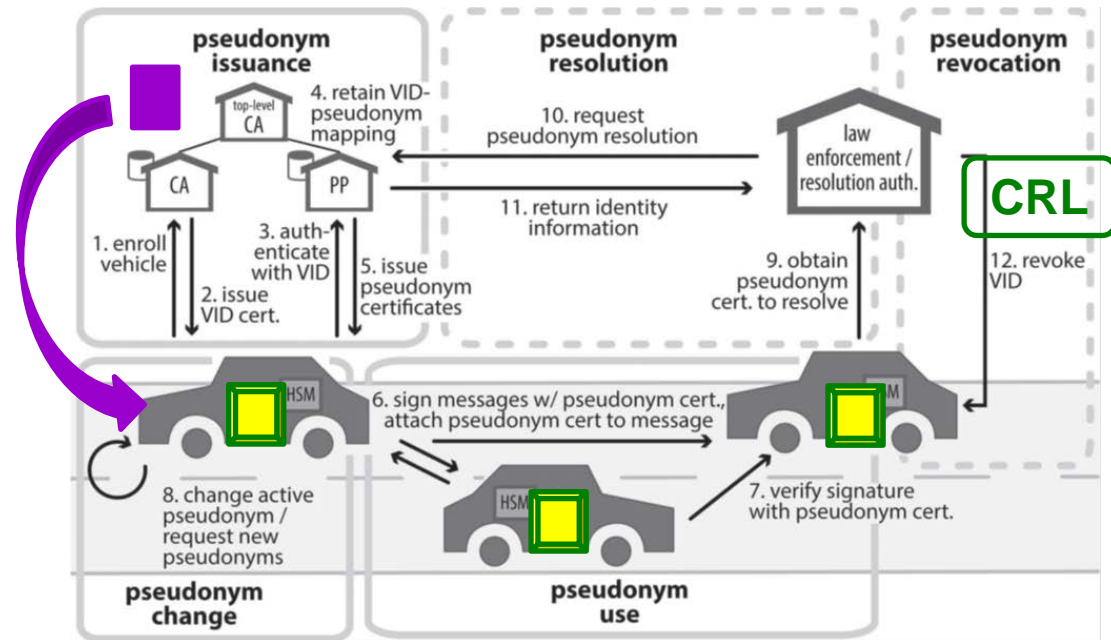 pseudonym
issuance
top-level
CA
CA
PP
4. retain VID-
pseudonym
mapping
1. enroll
vehicle
2. issue
VID cert.
3. auth-
enticate
with VID
5. issue
pseudonym
certificates
pseudonym
resolution
10. request
pseudonym resolution
11. return identity
information
law
enforcement /
resolution auth.
9. obtain
pseudonym
cert. to resolve
pseudonym
revocation
CRL
12. revoke
VID
HSM
6. sign messages w/ pseudonym cert.,
attach pseudonym cert to message
HSM
7. verify signature
with pseudonym cert.
8. change active
pseudonym /
request new
pseudonyms
pseudonym
change
pseudonym
use